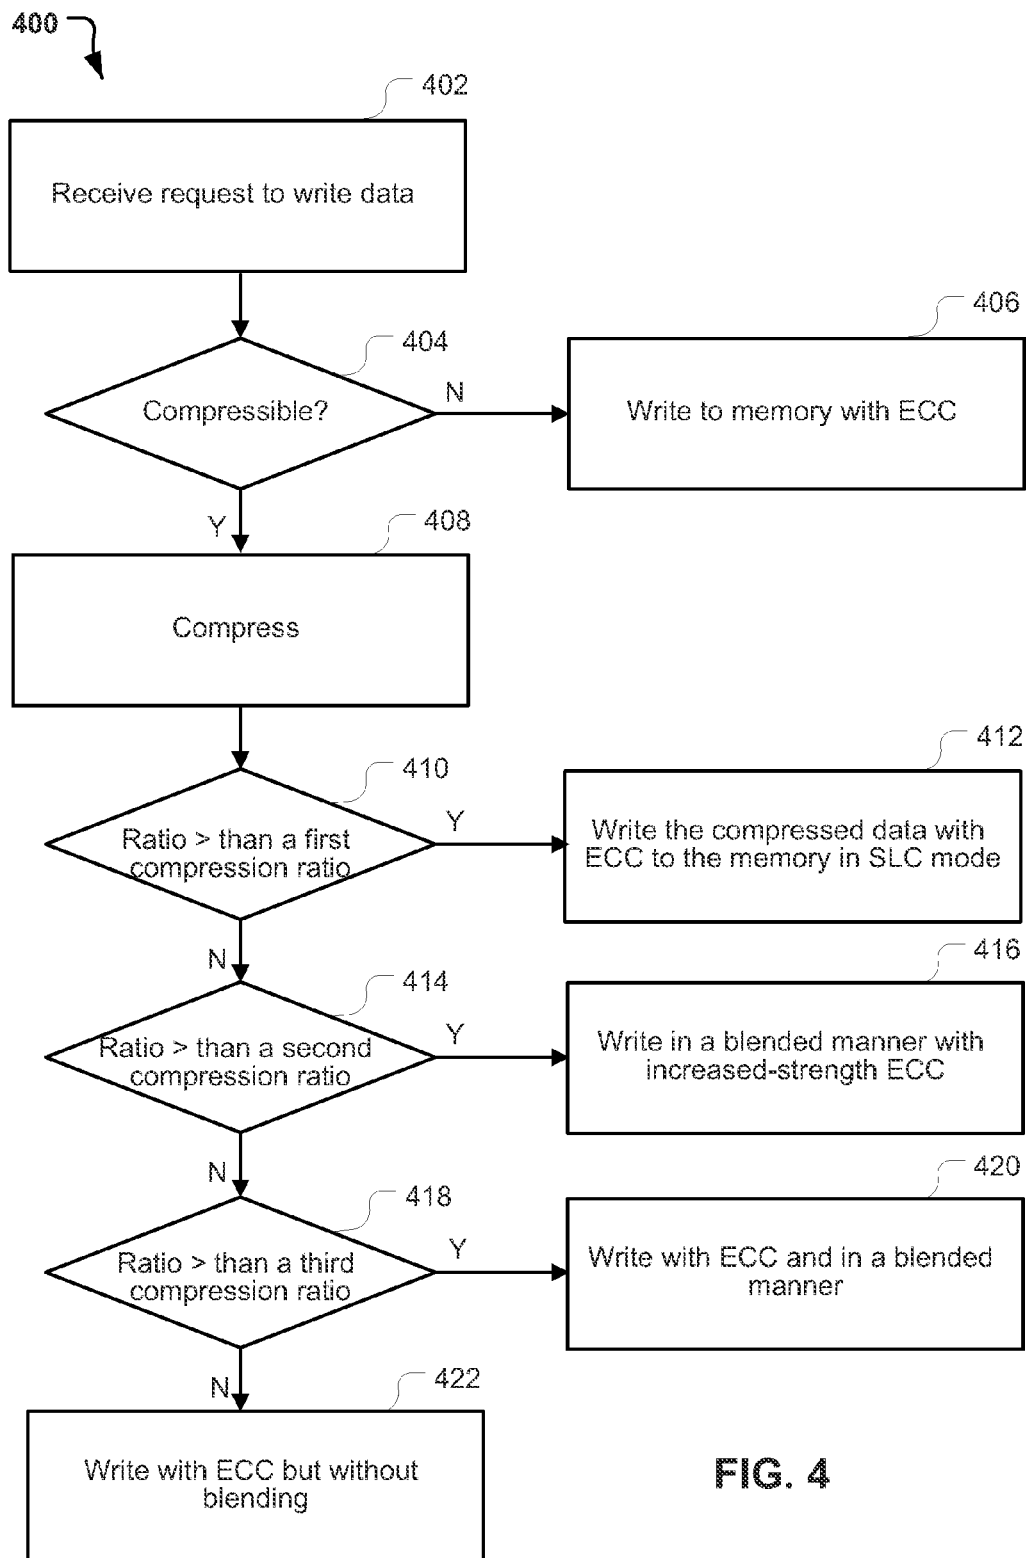 400
402
Receive request to write data
404
Compressible?
N
406
Write to memory with ECC
Y
408
Compress
410
Ratio > than a first
compression ratio
Y
412
Write the compressed data with
ECC to the memory in SLC mode
N
414
Ratio > than a second
compression ratio
Y
416
Write in a blended manner with
increased-strength ECC
N
418
Ratio > than a third
compression ratio
Y
420
Write with ECC and in a blended
manner
N
422
Write with ECC but without
blending
FIG. 4